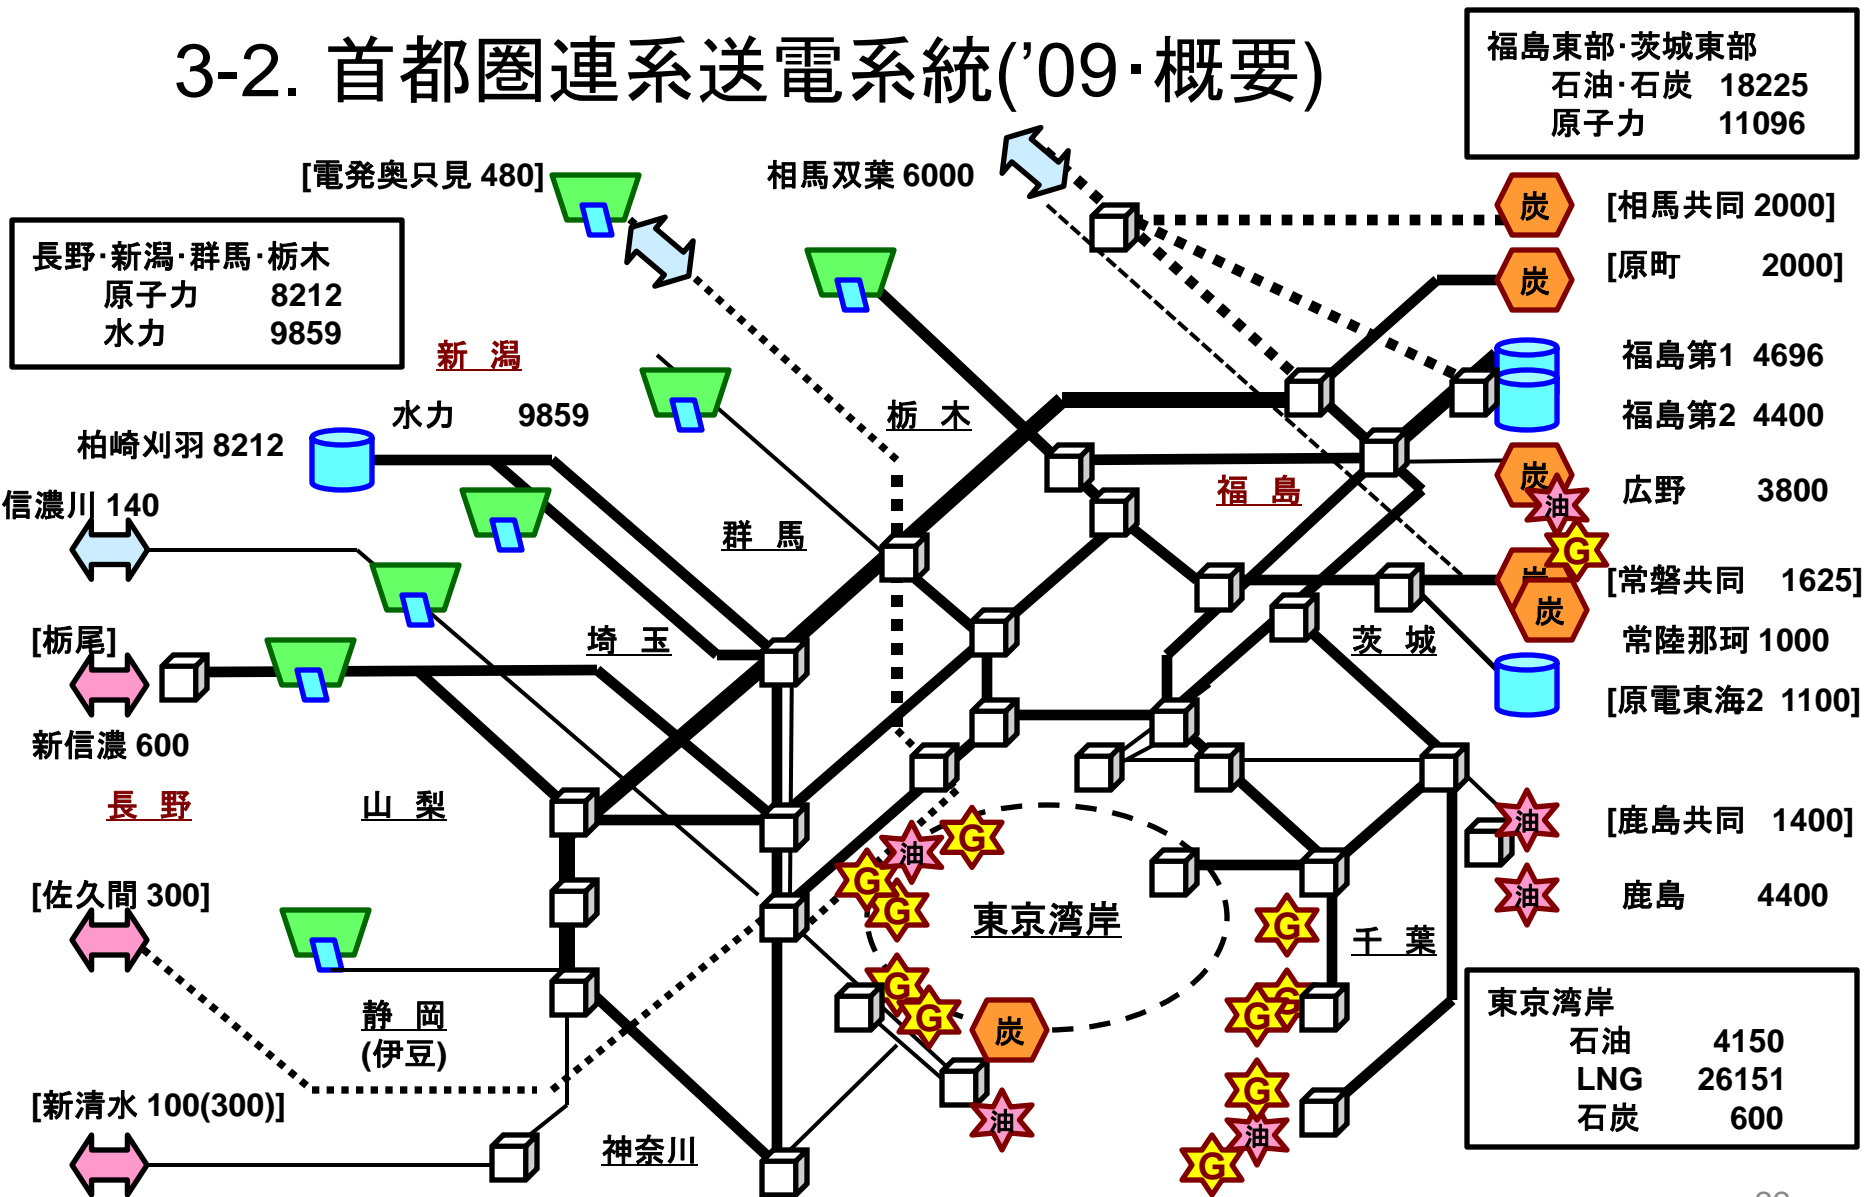 3-2. 首都圏連系送電系統('09・概要)
福島東部・茨城東部
石油・石炭 18225
原子力 11096
[電発奥只見 480]
相馬双葉 6000
炭
[相馬共同 2000]
長野・新潟・群馬・栃木
原子力 8212
水力 9859
炭
[原町 2000]
新 潟
福島第1 4696
水力 9859
栃 木
福島第2 4400
柏崎刈羽 8212
福 島
炭
油
広野 3800
信濃川 140
群 馬
G
炭
[常磐共同 1625]
炭
[栃尾]
埼 玉
茨 城
常陸那珂 1000
[原電東海2 1100]
新信濃 600
長 野
山 梨
油
[鹿島共同 1400]
G
油
G
G
[佐久間 300]
東京湾岸
G
千 葉
油
鹿島 4400
G
G
G
G
炭
静 岡
(伊豆)
東京湾岸
石油 4150
LNG 26151
石炭 600
[新清水 100(300)]
G
油
油
G
神奈川